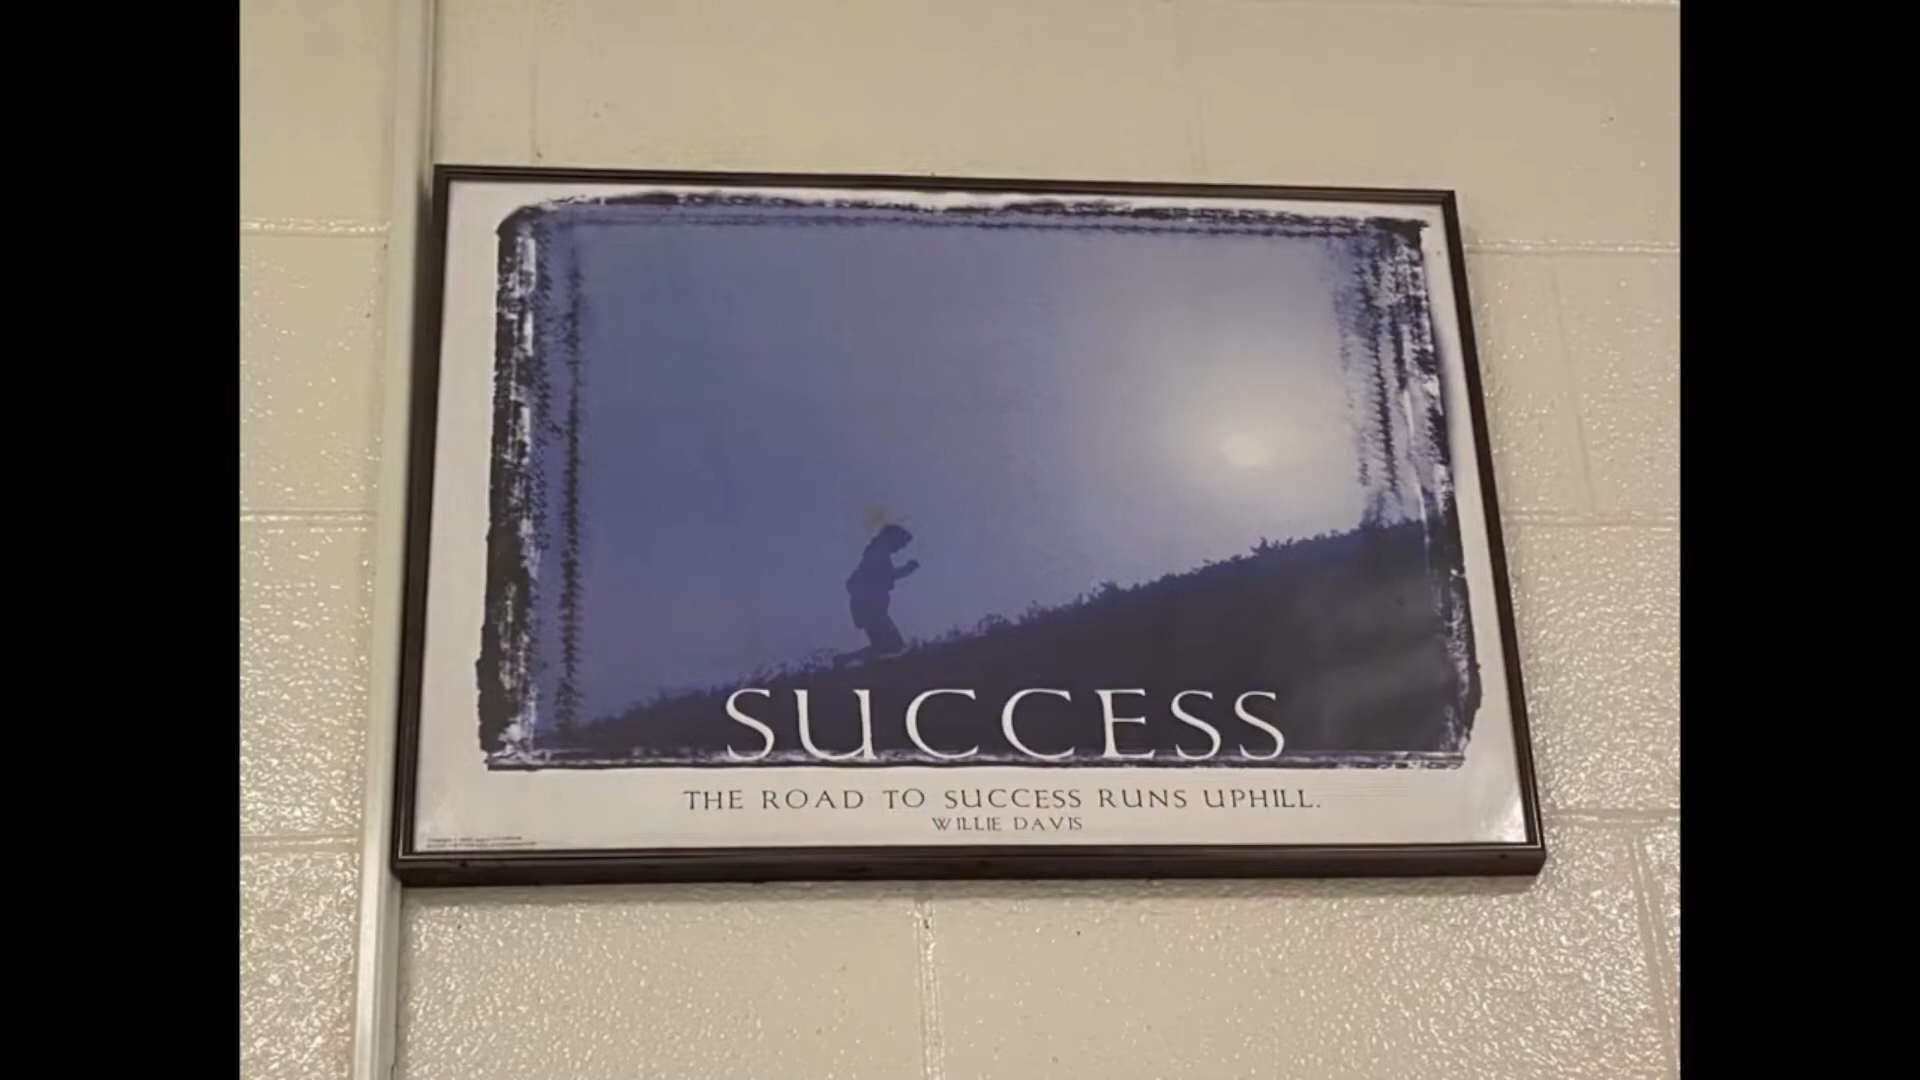 SUCCESS
THE ROAD TO SUCCESS RUNS UPHILL.
WILLIE DAVIS